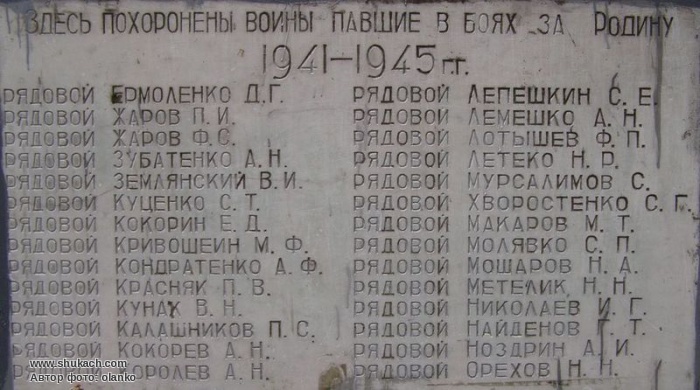 ЗДЕСЬ ПОХОРОНЕНЫ ВОИНЫ ПАВШИЕ В БОЯХ ЗА РОДИНУ
1941-1945 г.г.
РЯДОВОЙ ЕРМОЛЕНКО Д.Г.
РЯДОВОЙ ЖАРОВ П.И.
РЯДОВОЙ ЖАРОВ Ф.С.
РЯДОВОЙ ЗУБАТЕНКО А.Н.
РЯДОВОЙ ЗЕМЛЯНСКИЙ В.И.
РЯДОВОЙ КУЦЕНКО С.Т.
РЯДОВОЙ КОКОРИН Е.Д.
РЯДОВОЙ КРИВОШЕИН М.Ф.
РЯДОВОЙ КОНДРАТЕНКО А.Ф.
РЯДОВОЙ КРАСНЯК П.В.
РЯДОВОЙ КУНАХ В.Н.
РЯДОВОЙ КАЛАШНИКОВ П.С.
РЯДОВОЙ КОКОРЕВ А.Н.
РЯДОВОЙ КОРОЛЕВ А.Н.
РЯДОВОЙ ЛЕПЕШКИН С.Е.
РЯДОВОЙ ЛЕМЕШКО А.Н.
РЯДОВОЙ ЛОТЫШЕВ Ф.П.
РЯДОВОЙ ЛЕТЕКО Н.Р.
РЯДОВОЙ МУРСАЛИМОВ С.
РЯДОВОЙ ХВОРОСТЕНКО С.Г.
РЯДОВОЙ МАКАРОВ М.Т.
РЯДОВОЙ МОЛЯВКО С.П.
РЯДОВОЙ МОШАРОВ Н.А.
РЯДОВОЙ МЕТЕЛИК Н.Н.
РЯДОВОЙ НИКОЛАЕВ И.Г.
РЯДОВОЙ НАЙДЕНОВ Г.Т.
РЯДОВОЙ НОЗДРИН А.И.
РЯДОВОЙ ОРЕХОВ Н.Н.
www.shukach.com
Автор фото: olanko